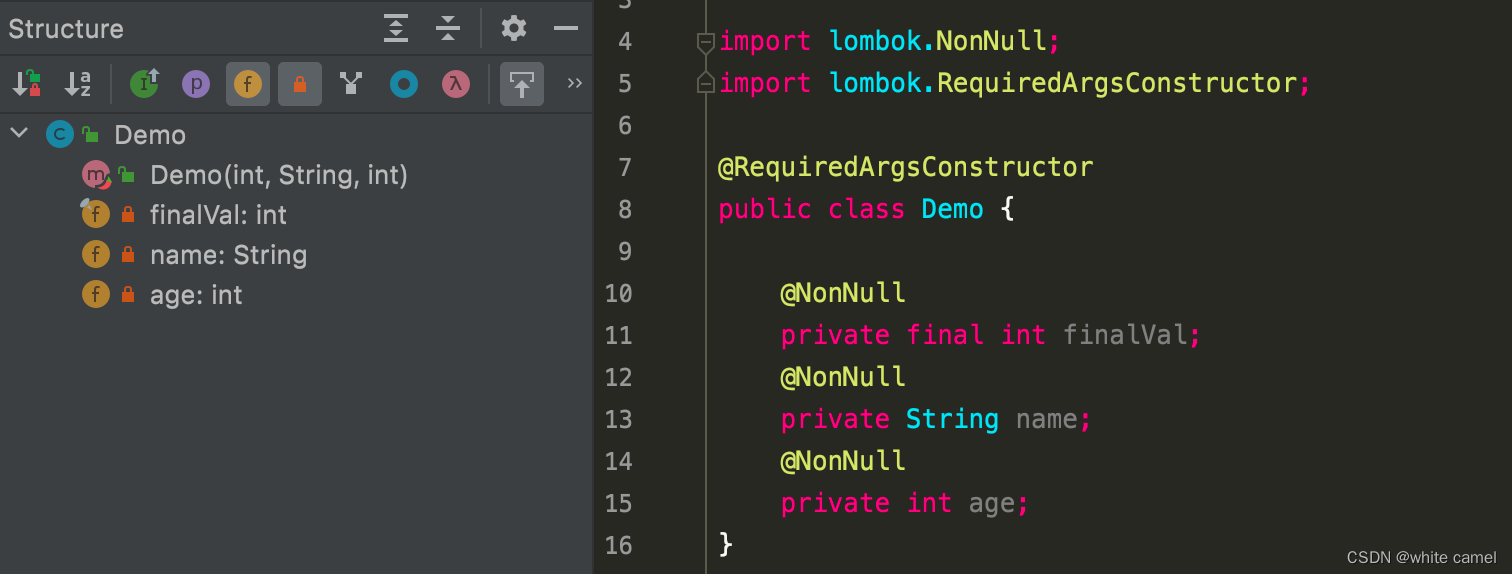 Structure
Demo
Demo(int, String, int)
finalVal: int
name: String
age: int
4 import lombok.NonNull;
5 import lombok.RequiredArgsConstructor;
6
7 @RequiredArgsConstructor
8 public class Demo {
9
10 @NonNull
11 private final int finalVal;
12 @NonNull
13 private String name;
14 @NonNull
15 private int age;
16 }
CSDN @white camel